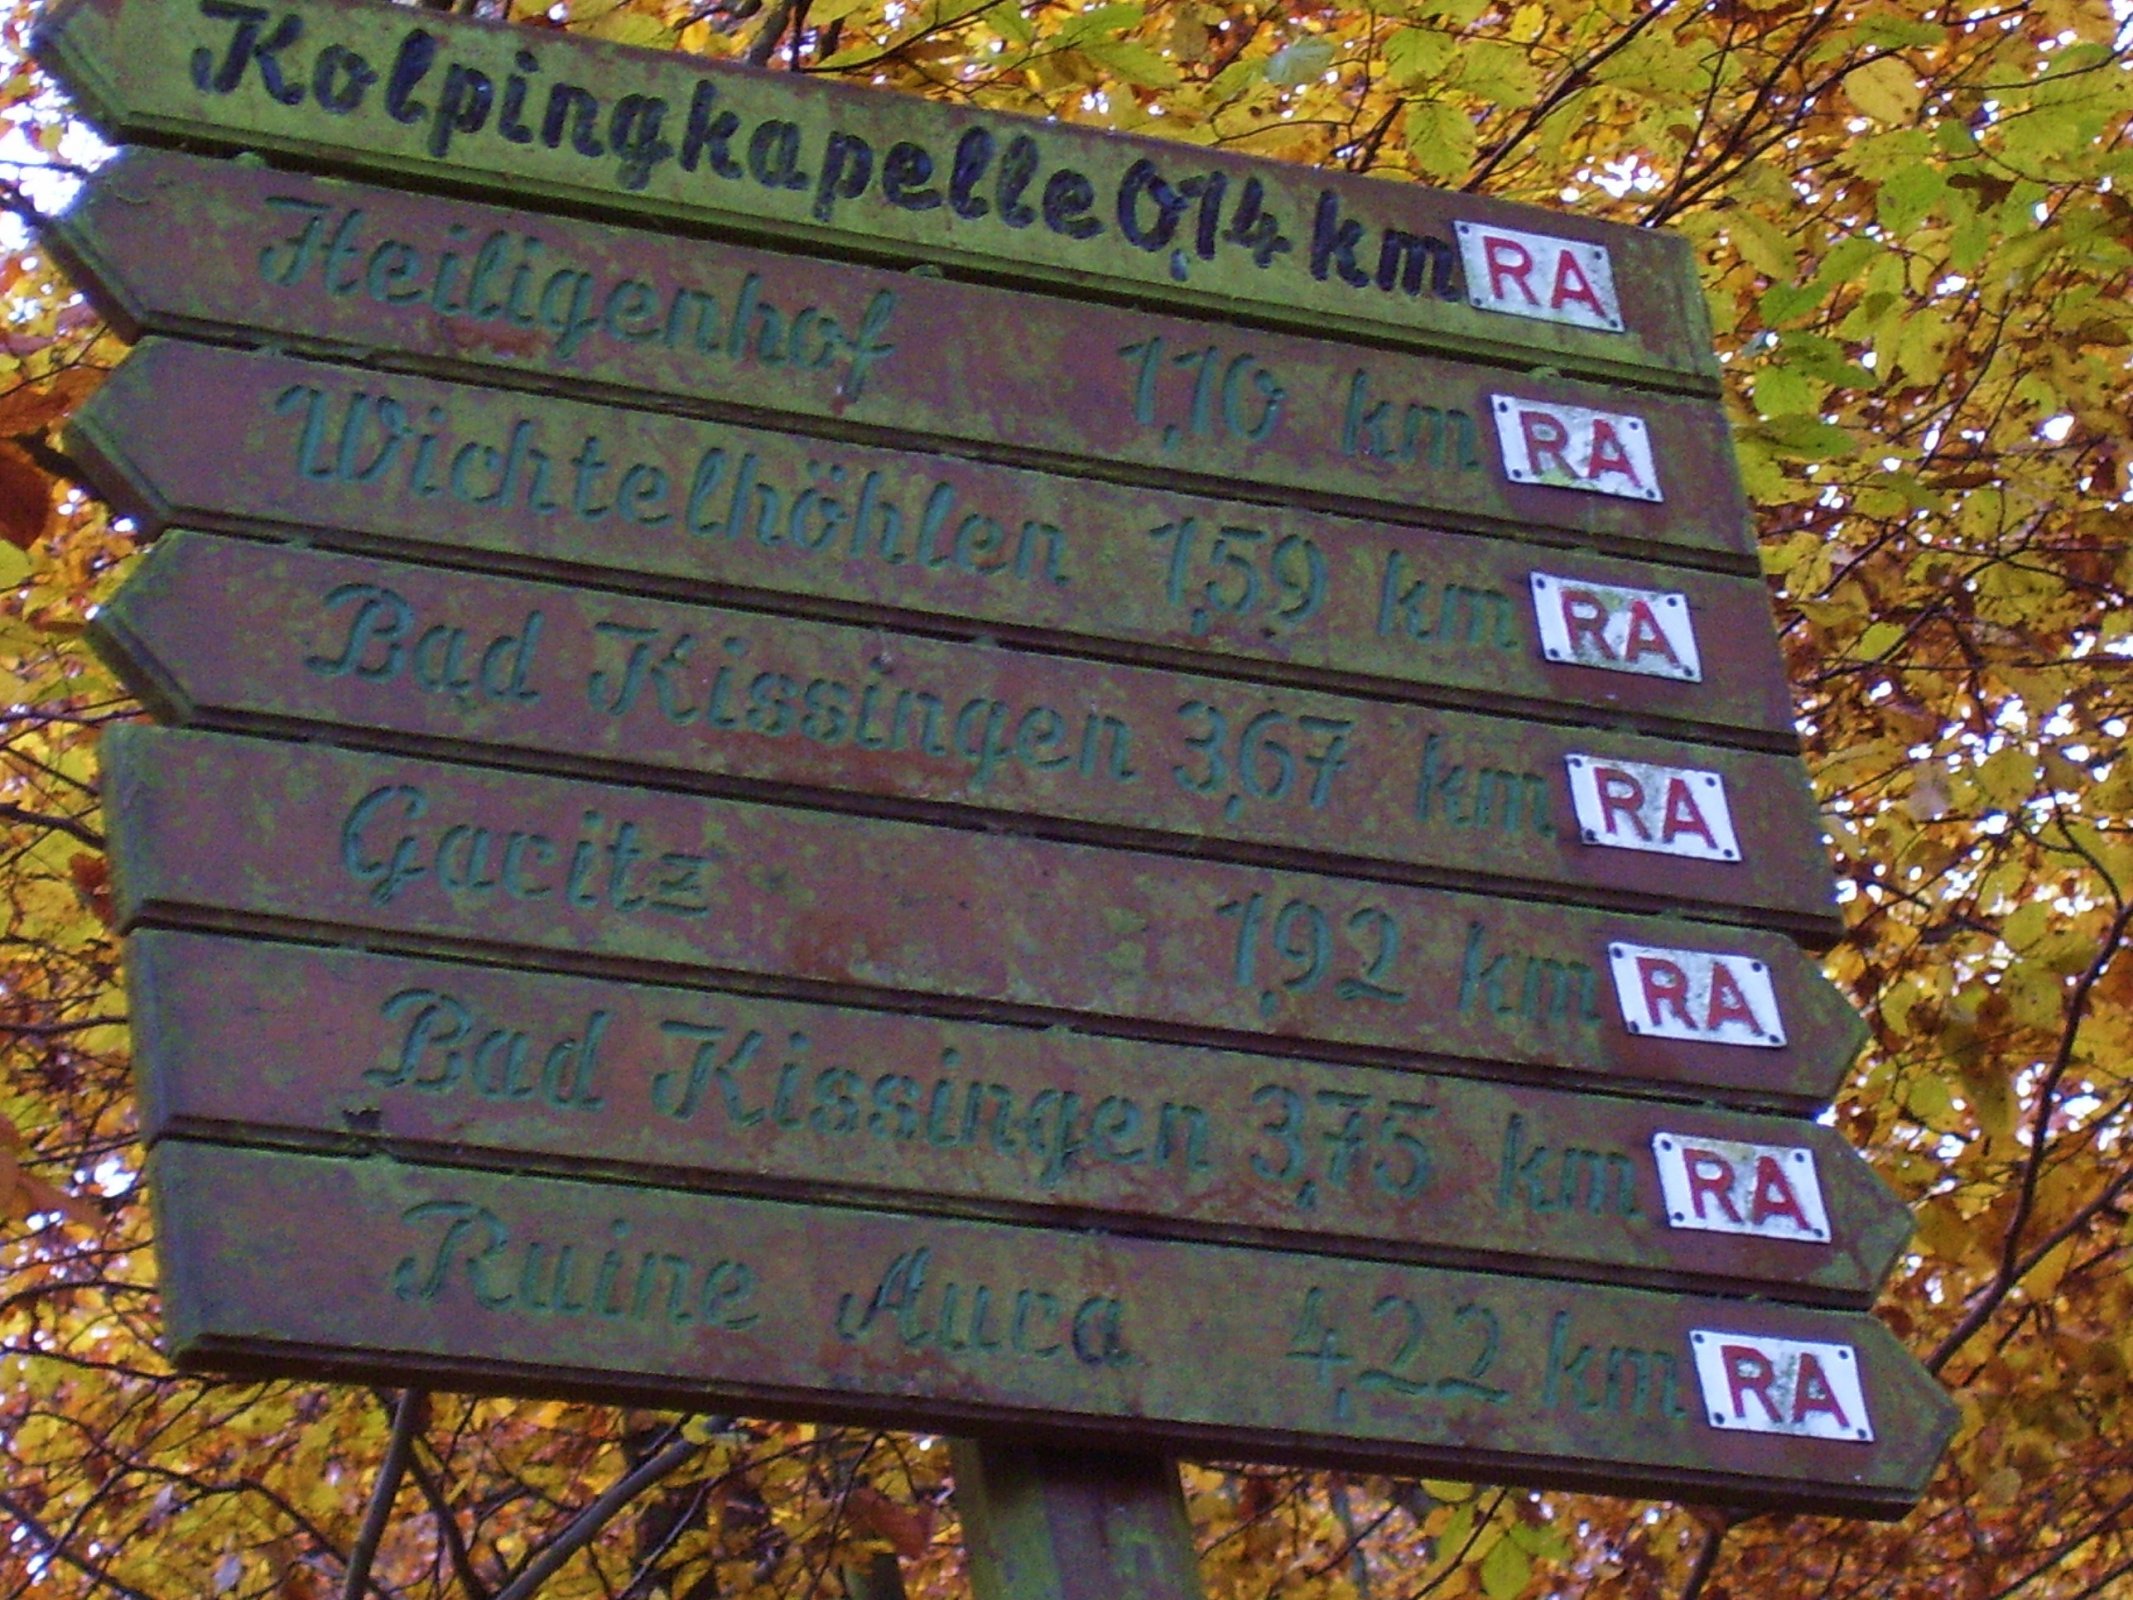 Kolpingkapelle 0,14 km RA
Heiligenhof 1,10 km RA
Wichtelhöhlen 1,59 km RA
Bad Kissingen 3,67 km RA
Garitz 1,92 km RA
Bad Kissingen 3,75 km RA
Ruine Aura 4,22 km RA